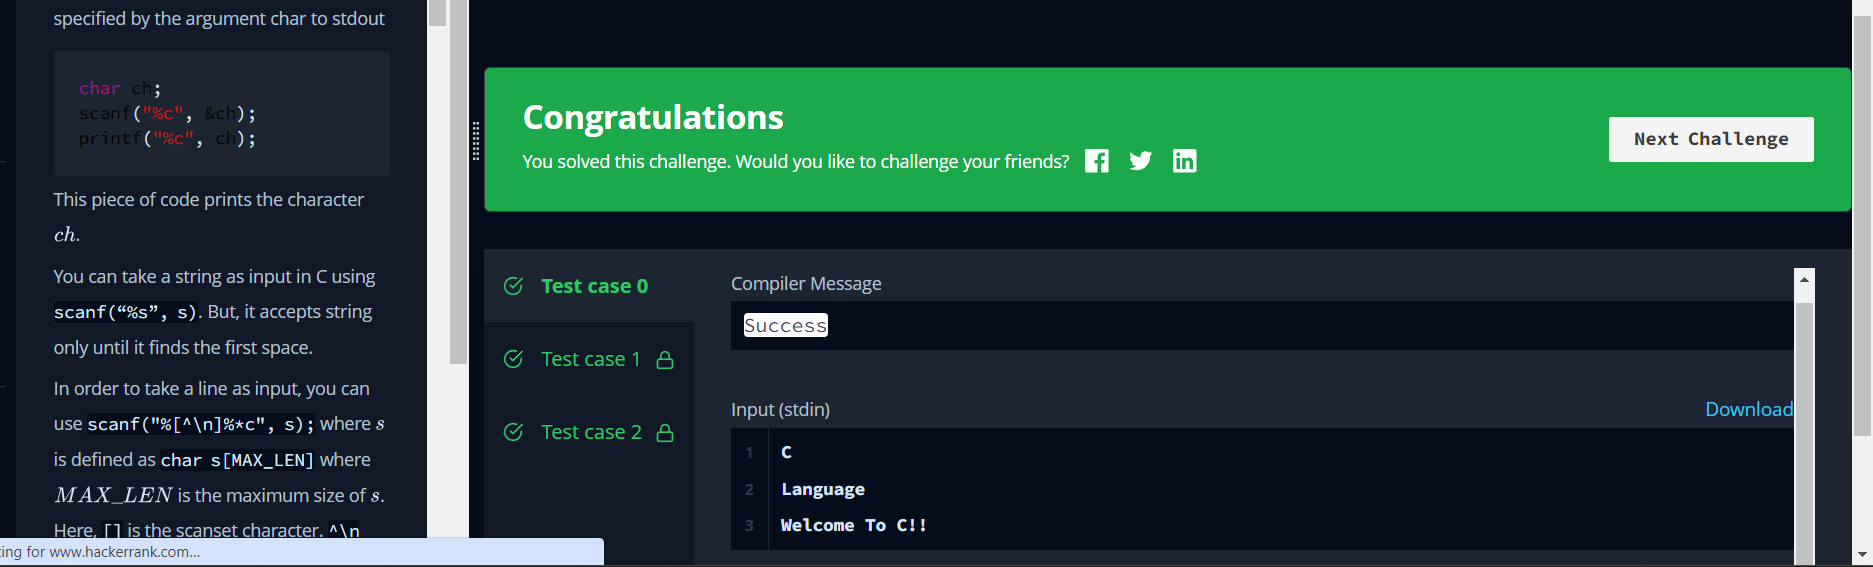 specified by the argument char to stdout
char ch;
scanf("%c", &ch);
printf("%c", ch);
This piece of code prints the character
ch.
You can take a string as input in C using
scanf(“%s”, s). But, it accepts string
only until it finds the first space.
In order to take a line as input, you can
use scanf("%[^\n]%*c", s); where s
is defined as char s[MAX_LEN] where
MAX_LEN is the maximum size of s.
Here, [] is the scanset character. ^\n
ting for www.hackerrank.com...
Congratulations
You solved this challenge. Would you like to challenge your friends?
Next Challenge
Test case 0
Test case 1
Test case 2
Compiler Message
Success
Input (stdin)
Download
1 C
2 Language
3 Welcome To C!!